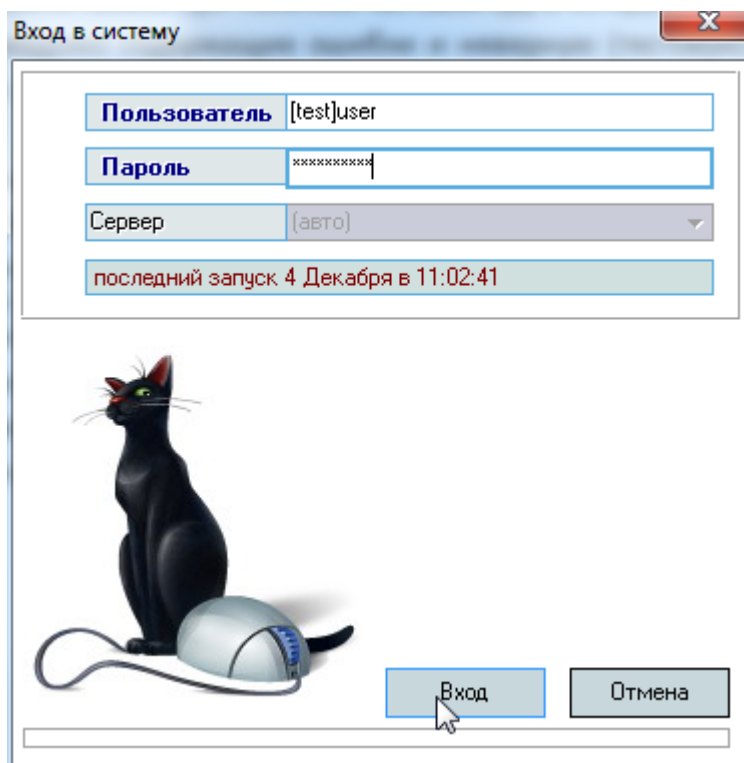 Вход в систему
Пользователь [test]user
Пароль **********
Сервер (авто)
последний запуск 4 Декабря в 11:02:41
Вход Отмена